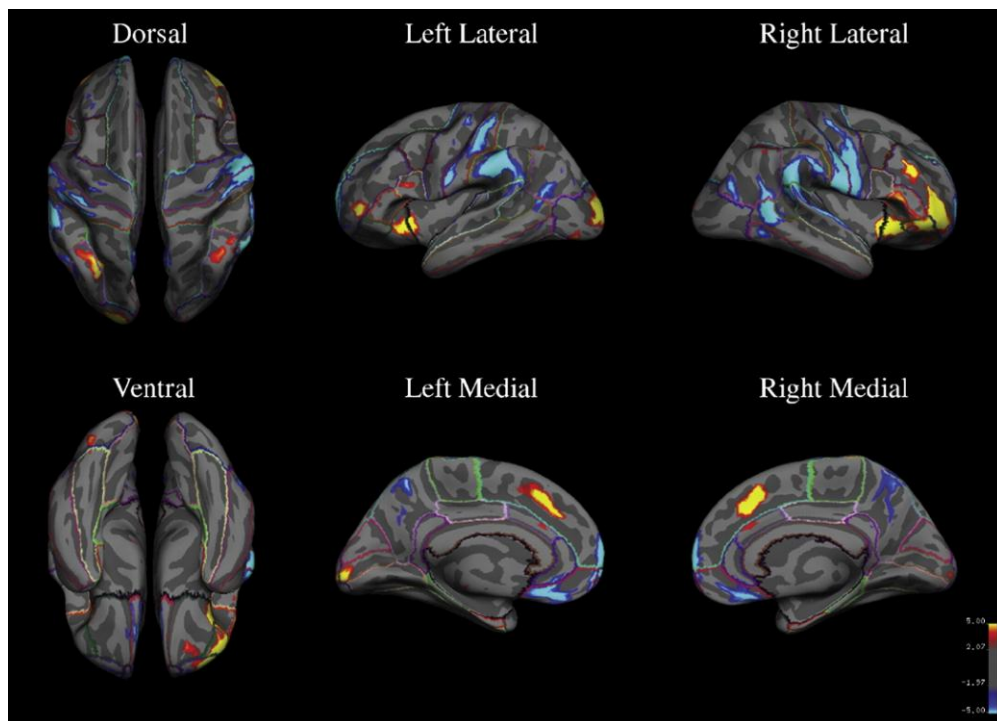 Dorsal
Left Lateral
Right Lateral
Ventral
Left Medial
Right Medial
5.00
2.07
-1.97
-5.00